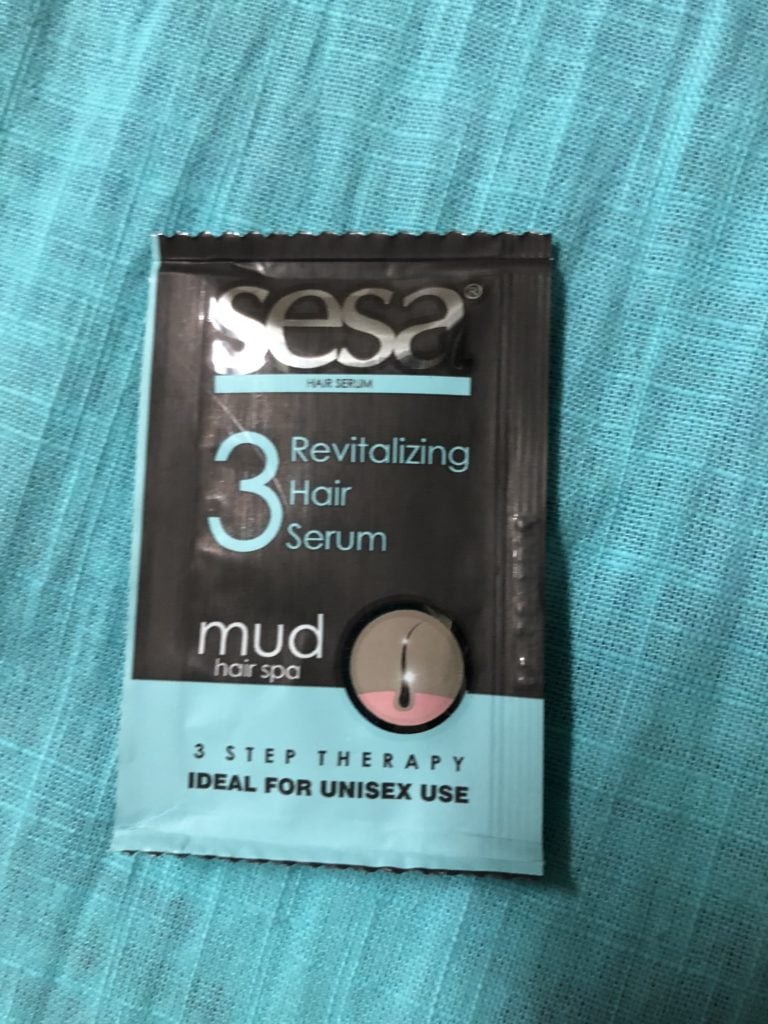 sesa®
HAIR SERUM
3 Revitalizing
Hair
Serum
mud
hair spa
3 STEP THERAPY
IDEAL FOR UNISEX USE